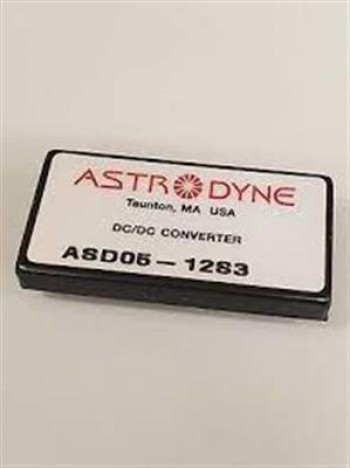 ASTRODYNE
Taunton, MA USA
DC/DC CONVERTER
ASD05-12S3